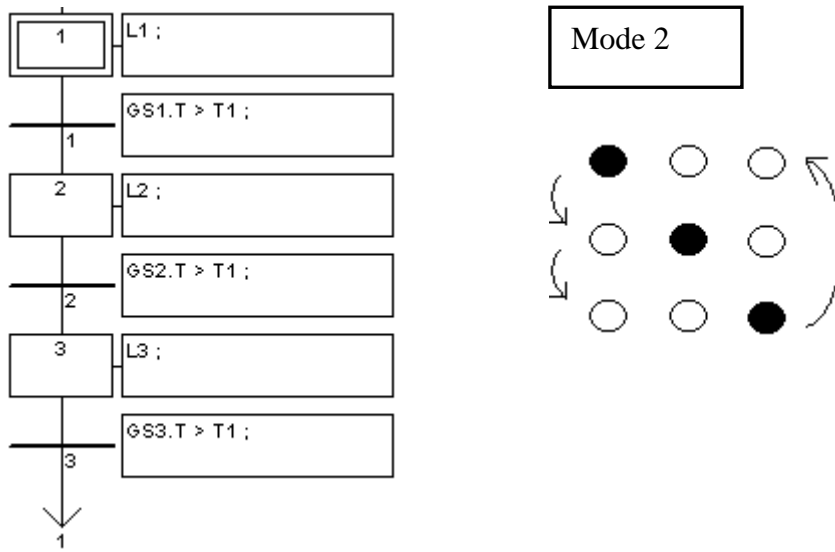 1
L1 ;
Mode 2
GS1.T > T1 ;
1
2
L2 ;
GS2.T > T1 ;
2
3
L3 ;
GS3.T > T1 ;
3
1